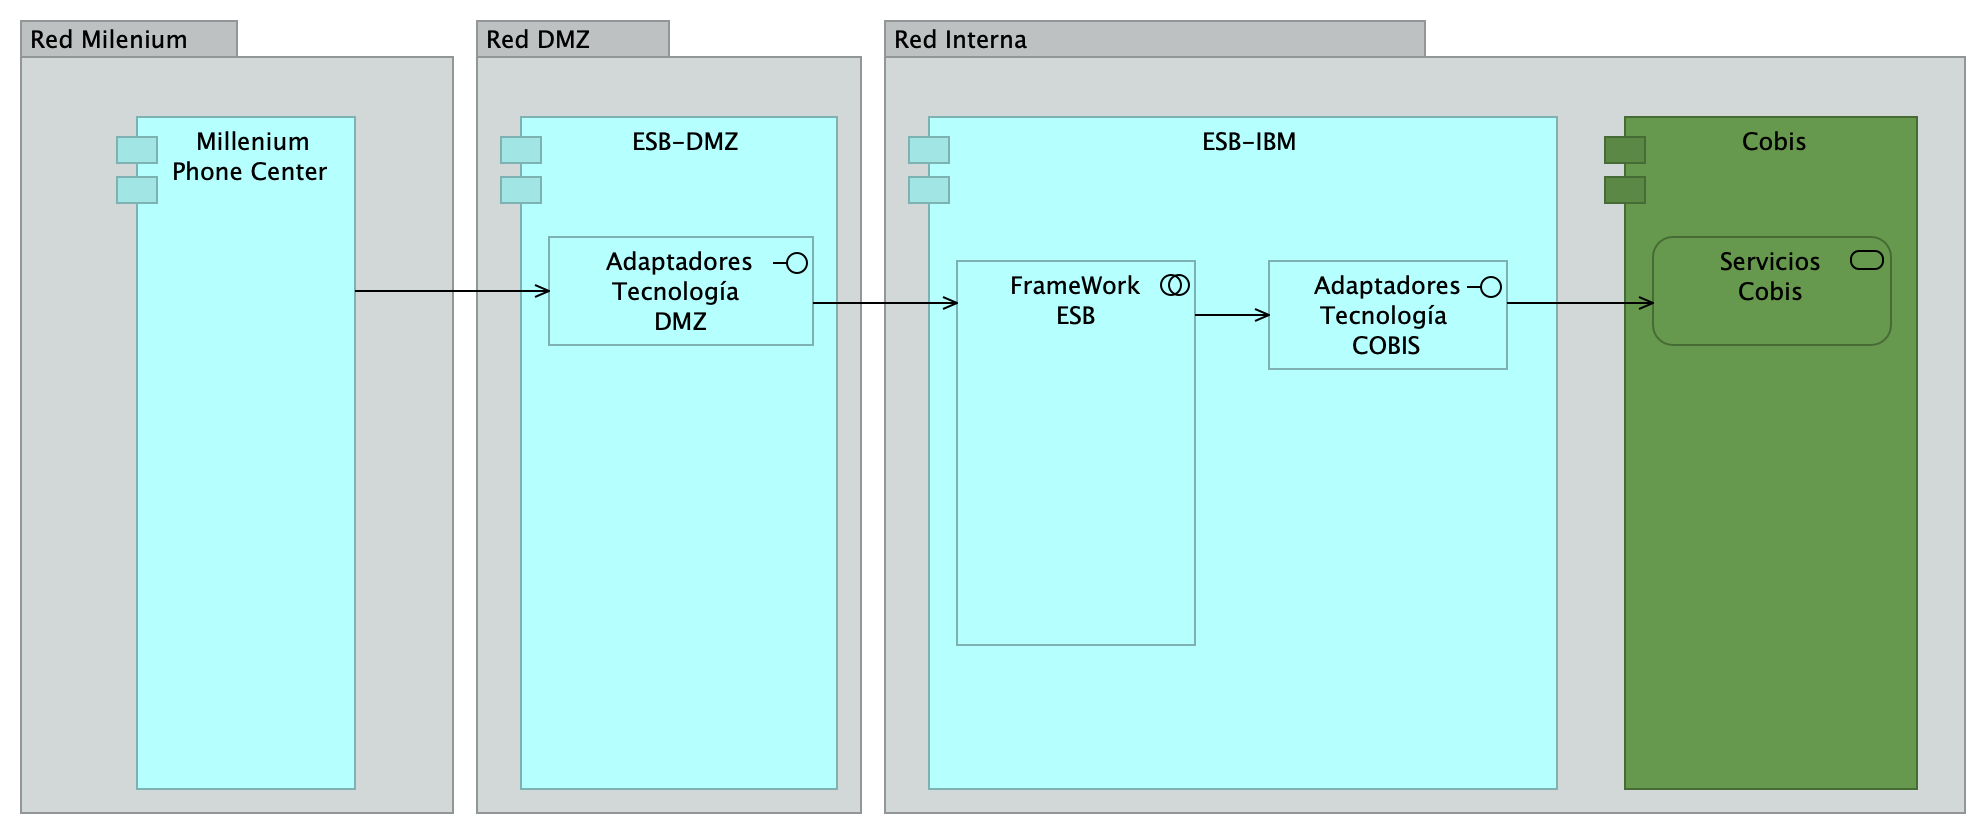 Red Milenium
Red DMZ
Red Interna
Millenium
Phone Center
ESB-DMZ
ESB-IBM
Cobis
Adaptadores
Tecnología
DMZ
FrameWork
ESB
Adaptadores
Tecnología
COBIS
Servicios
Cobis